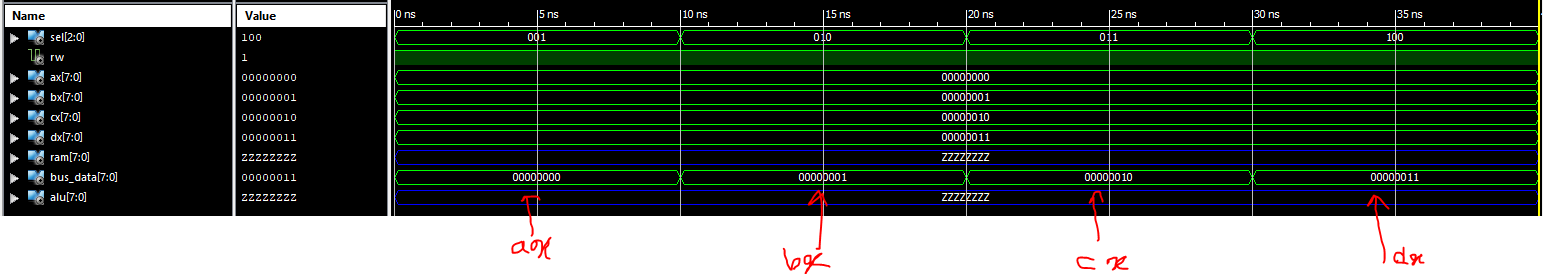 Name Value 0 ns 5 ns 10 ns 15 ns 20 ns 25 ns 30 ns 35 ns
sel[2:0] 100 001 010 011 100
rw 1
ax[7:0] 00000000 00000000
bx[7:0] 00000001 00000001
cx[7:0] 00000010 00000010
dx[7:0] 00000011 00000011
ram[7:0] ZZZZZZZZ ZZZZZZZZ
bus_data[7:0] 00000011 00000000 00000001 00000010 00000011
alu[7:0] ZZZZZZZZ ZZZZZZZZ
ax bx cx dx